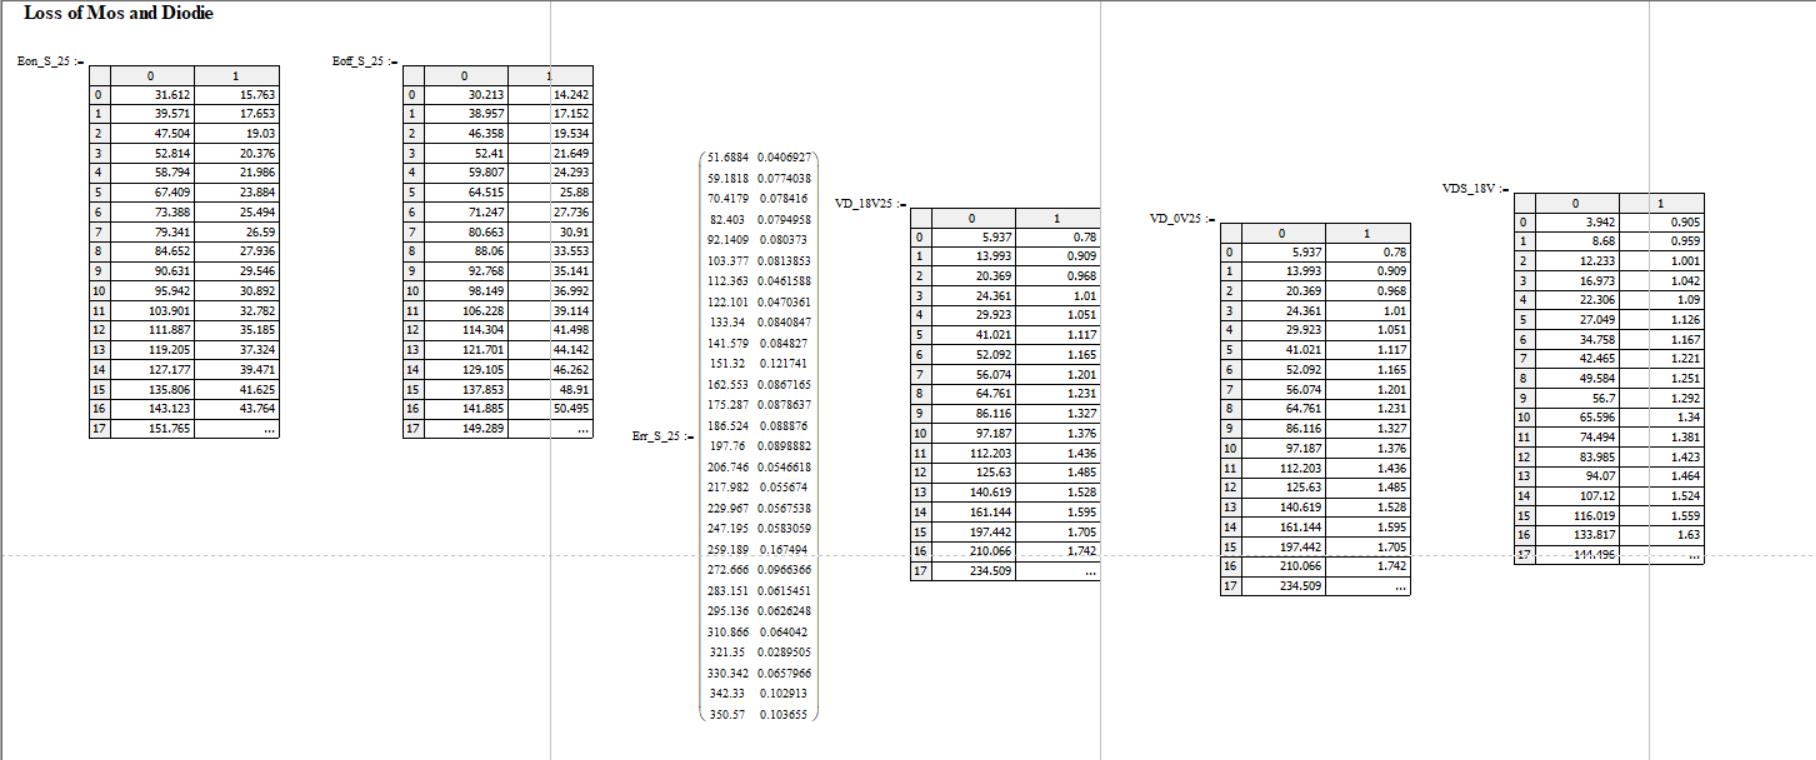 Loss of Mos and Diodie
Eon_S_25 :=
0 1
0 31.612 15.763
1 39.571 17.653
2 47.504 19.03
3 52.814 20.376
4 58.794 21.986
5 67.409 23.884
6 73.388 25.494
7 79.341 26.59
8 84.652 27.936
9 90.631 29.546
10 95.942 30.892
11 103.901 32.782
12 111.887 35.185
13 119.205 37.324
14 127.177 39.471
15 135.806 41.625
16 143.123 43.764
17 151.765 ...
Eoff_S_25 :=
0 1
0 30.213 14.242
1 38.957 17.152
2 46.358 19.534
3 52.41 21.649
4 59.807 24.293
5 64.515 25.88
6 71.247 27.736
7 80.663 30.91
8 88.06 33.553
9 92.768 35.141
10 98.149 36.992
11 106.228 39.114
12 114.304 41.498
13 121.701 44.142
14 129.105 46.262
15 137.853 48.91
16 141.885 50.495
17 149.289 ...
Err_S_25 :=
51.6884 0.0406927
59.1818 0.0774038
70.4179 0.078416
82.403 0.0794958
92.1409 0.080373
103.377 0.0813853
112.363 0.0461588
122.101 0.0470361
133.34 0.0840847
141.579 0.084827
151.32 0.121741
162.553 0.0867165
175.287 0.0878637
186.524 0.088876
197.76 0.0898882
206.746 0.0546618
217.982 0.055674
229.967 0.0567538
247.195 0.0583059
259.189 0.167494
272.666 0.0966366
283.151 0.0615451
295.136 0.0626248
310.866 0.064042
321.35 0.0289505
330.342 0.0657966
342.33 0.102913
350.57 0.103655
VD_18V25 :=
0 1
0 5.937 0.78
1 13.993 0.909
2 20.369 0.968
3 24.361 1.01
4 29.923 1.051
5 41.021 1.117
6 52.092 1.165
7 56.074 1.201
8 64.761 1.231
9 86.116 1.327
10 97.187 1.376
11 112.203 1.436
12 125.63 1.485
13 140.619 1.528
14 161.144 1.595
15 197.442 1.705
16 210.066 1.742
17 234.509 ...
VD_0V25 :=
0 1
0 5.937 0.78
1 13.993 0.909
2 20.369 0.968
3 24.361 1.01
4 29.923 1.051
5 41.021 1.117
6 52.092 1.165
7 56.074 1.201
8 64.761 1.231
9 86.116 1.327
10 97.187 1.376
11 112.203 1.436
12 125.63 1.485
13 140.619 1.528
14 161.144 1.595
15 197.442 1.705
16 210.066 1.742
17 234.509 ...
VDS_18V :=
0 1
0 3.942 0.905
1 8.68 0.959
2 12.233 1.001
3 16.973 1.042
4 22.306 1.09
5 27.049 1.126
6 34.758 1.167
7 42.465 1.221
8 49.584 1.251
9 56.7 1.292
10 65.596 1.34
11 74.494 1.381
12 83.985 1.423
13 94.07 1.464
14 107.12 1.524
15 116.019 1.559
16 133.817 1.63
17 144.496 ...